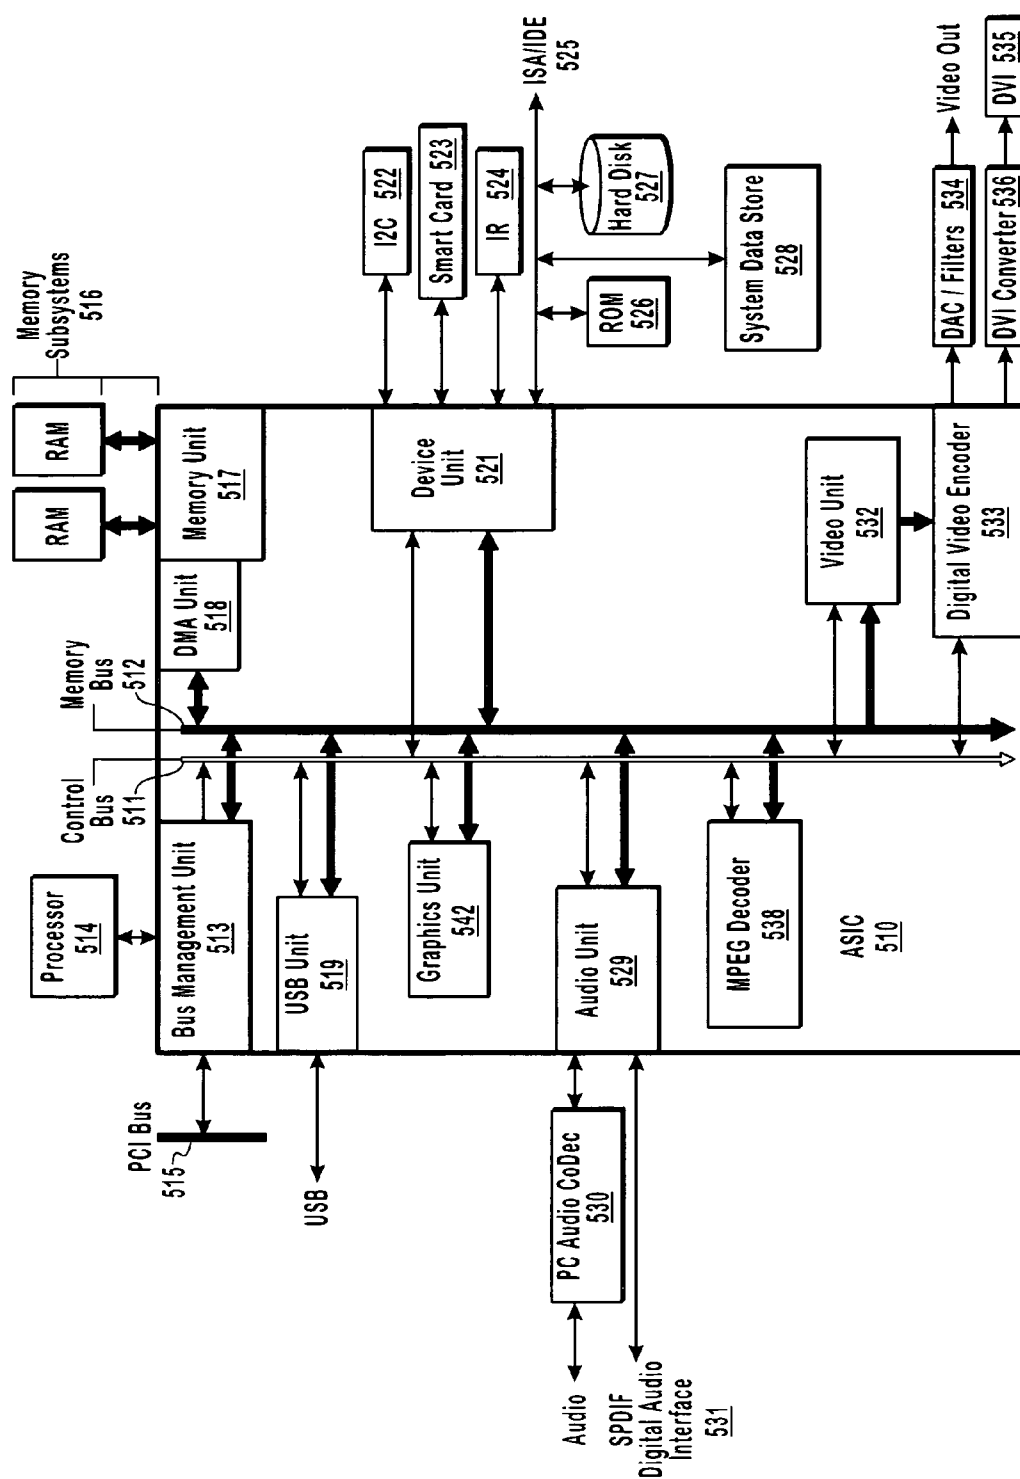 PCI Bus
515
Processor
514
Control
Bus
511
Memory
Bus
512
RAM
RAM
Memory
Subsystems
516
Bus Management Unit
513
DMA Unit
518
Memory Unit
517
USB
USB Unit
519
Graphics Unit
542
Device
Unit
521
I2C 522
Smart Card 523
IR 524
ISA/IDE
525
ROM
526
Hard Disk
527
System Data Store
528
Audio
PC Audio CoDec
530
Audio Unit
529
SPDIF
Digital Audio
Interface
531
MPEG Decoder
538
Video Unit
532
ASIC
510
Digital Video Encoder
533
DAC / Filters 534
Video Out
DVI Converter 536
DVI 535